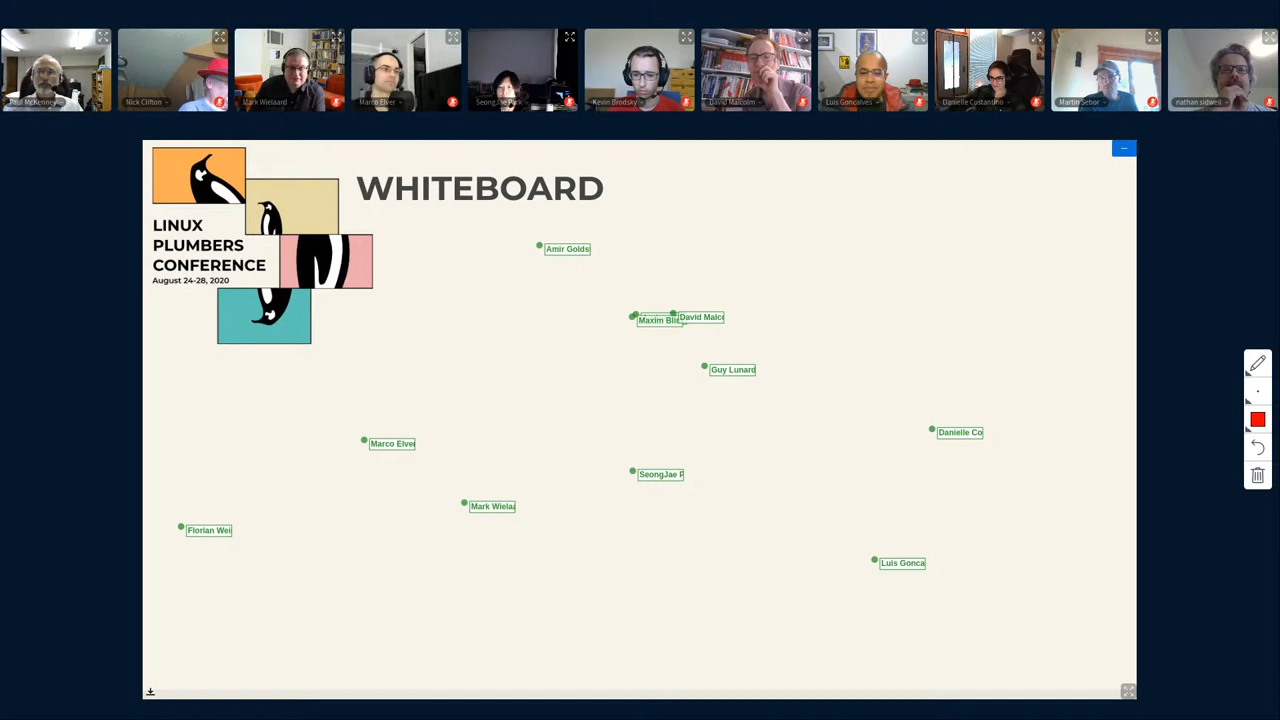 Paul McKenney
Nick Clifton
Mark Wielaard
Marco Elver
SeongJae Park
Kevin Brodsky
David Malcolm
Luis Goncalves
Danielle Costantino
Martin Sebor
nathan sidwell
WHITEBOARD
LINUX
PLUMBERS
CONFERENCE
August 24-28, 2020
Amir Golds
Maxim Bli
David Malc
Guy Lunard
Danielle Co
Marco Elver
SeongJae P
Mark Wiela
Florian Wei
Luis Gonca